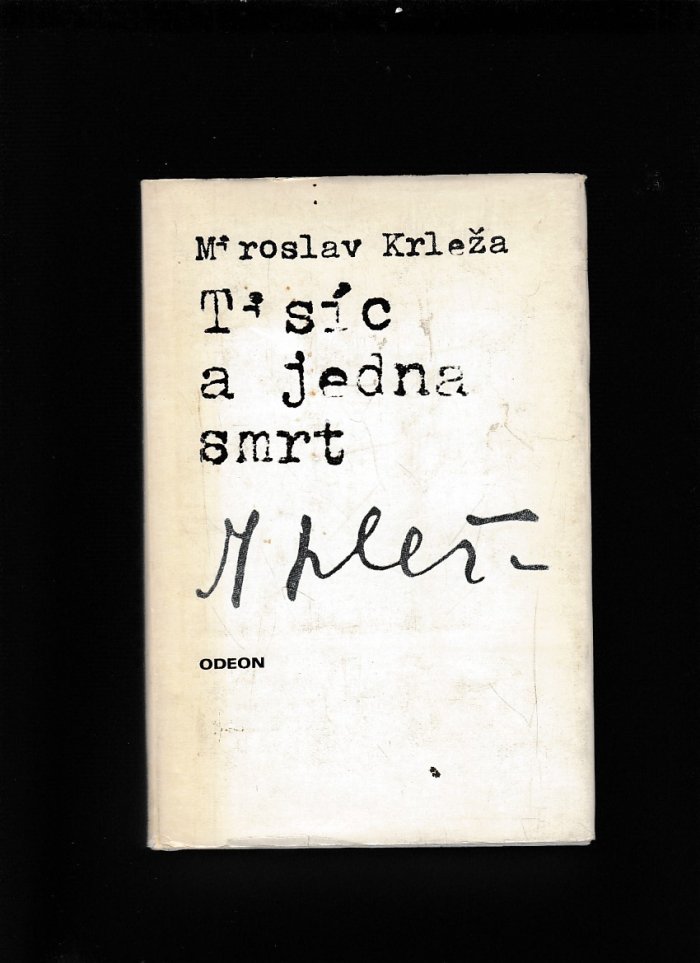 Miroslav Krleža
Tisíc
a jedna
smrt
ODEON